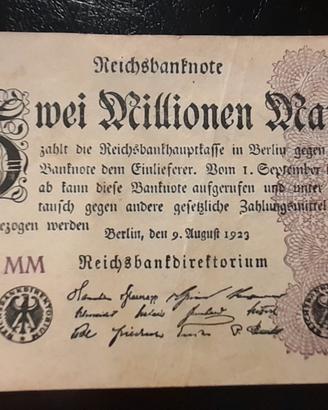 Reichsbanknote
Zwei Millionen Ma
zahlt die Reichsbankhauptkasse in Berlin gegen
Banknote dem Einlieferer. Vom 1. September
ab kann diese Banknote aufgerufen und unter
tausch gegen andere gesetzliche Zahlungsmittel
ezogen werden
Berlin, den 9. August 1923
MM
Reichsbankdirektorium